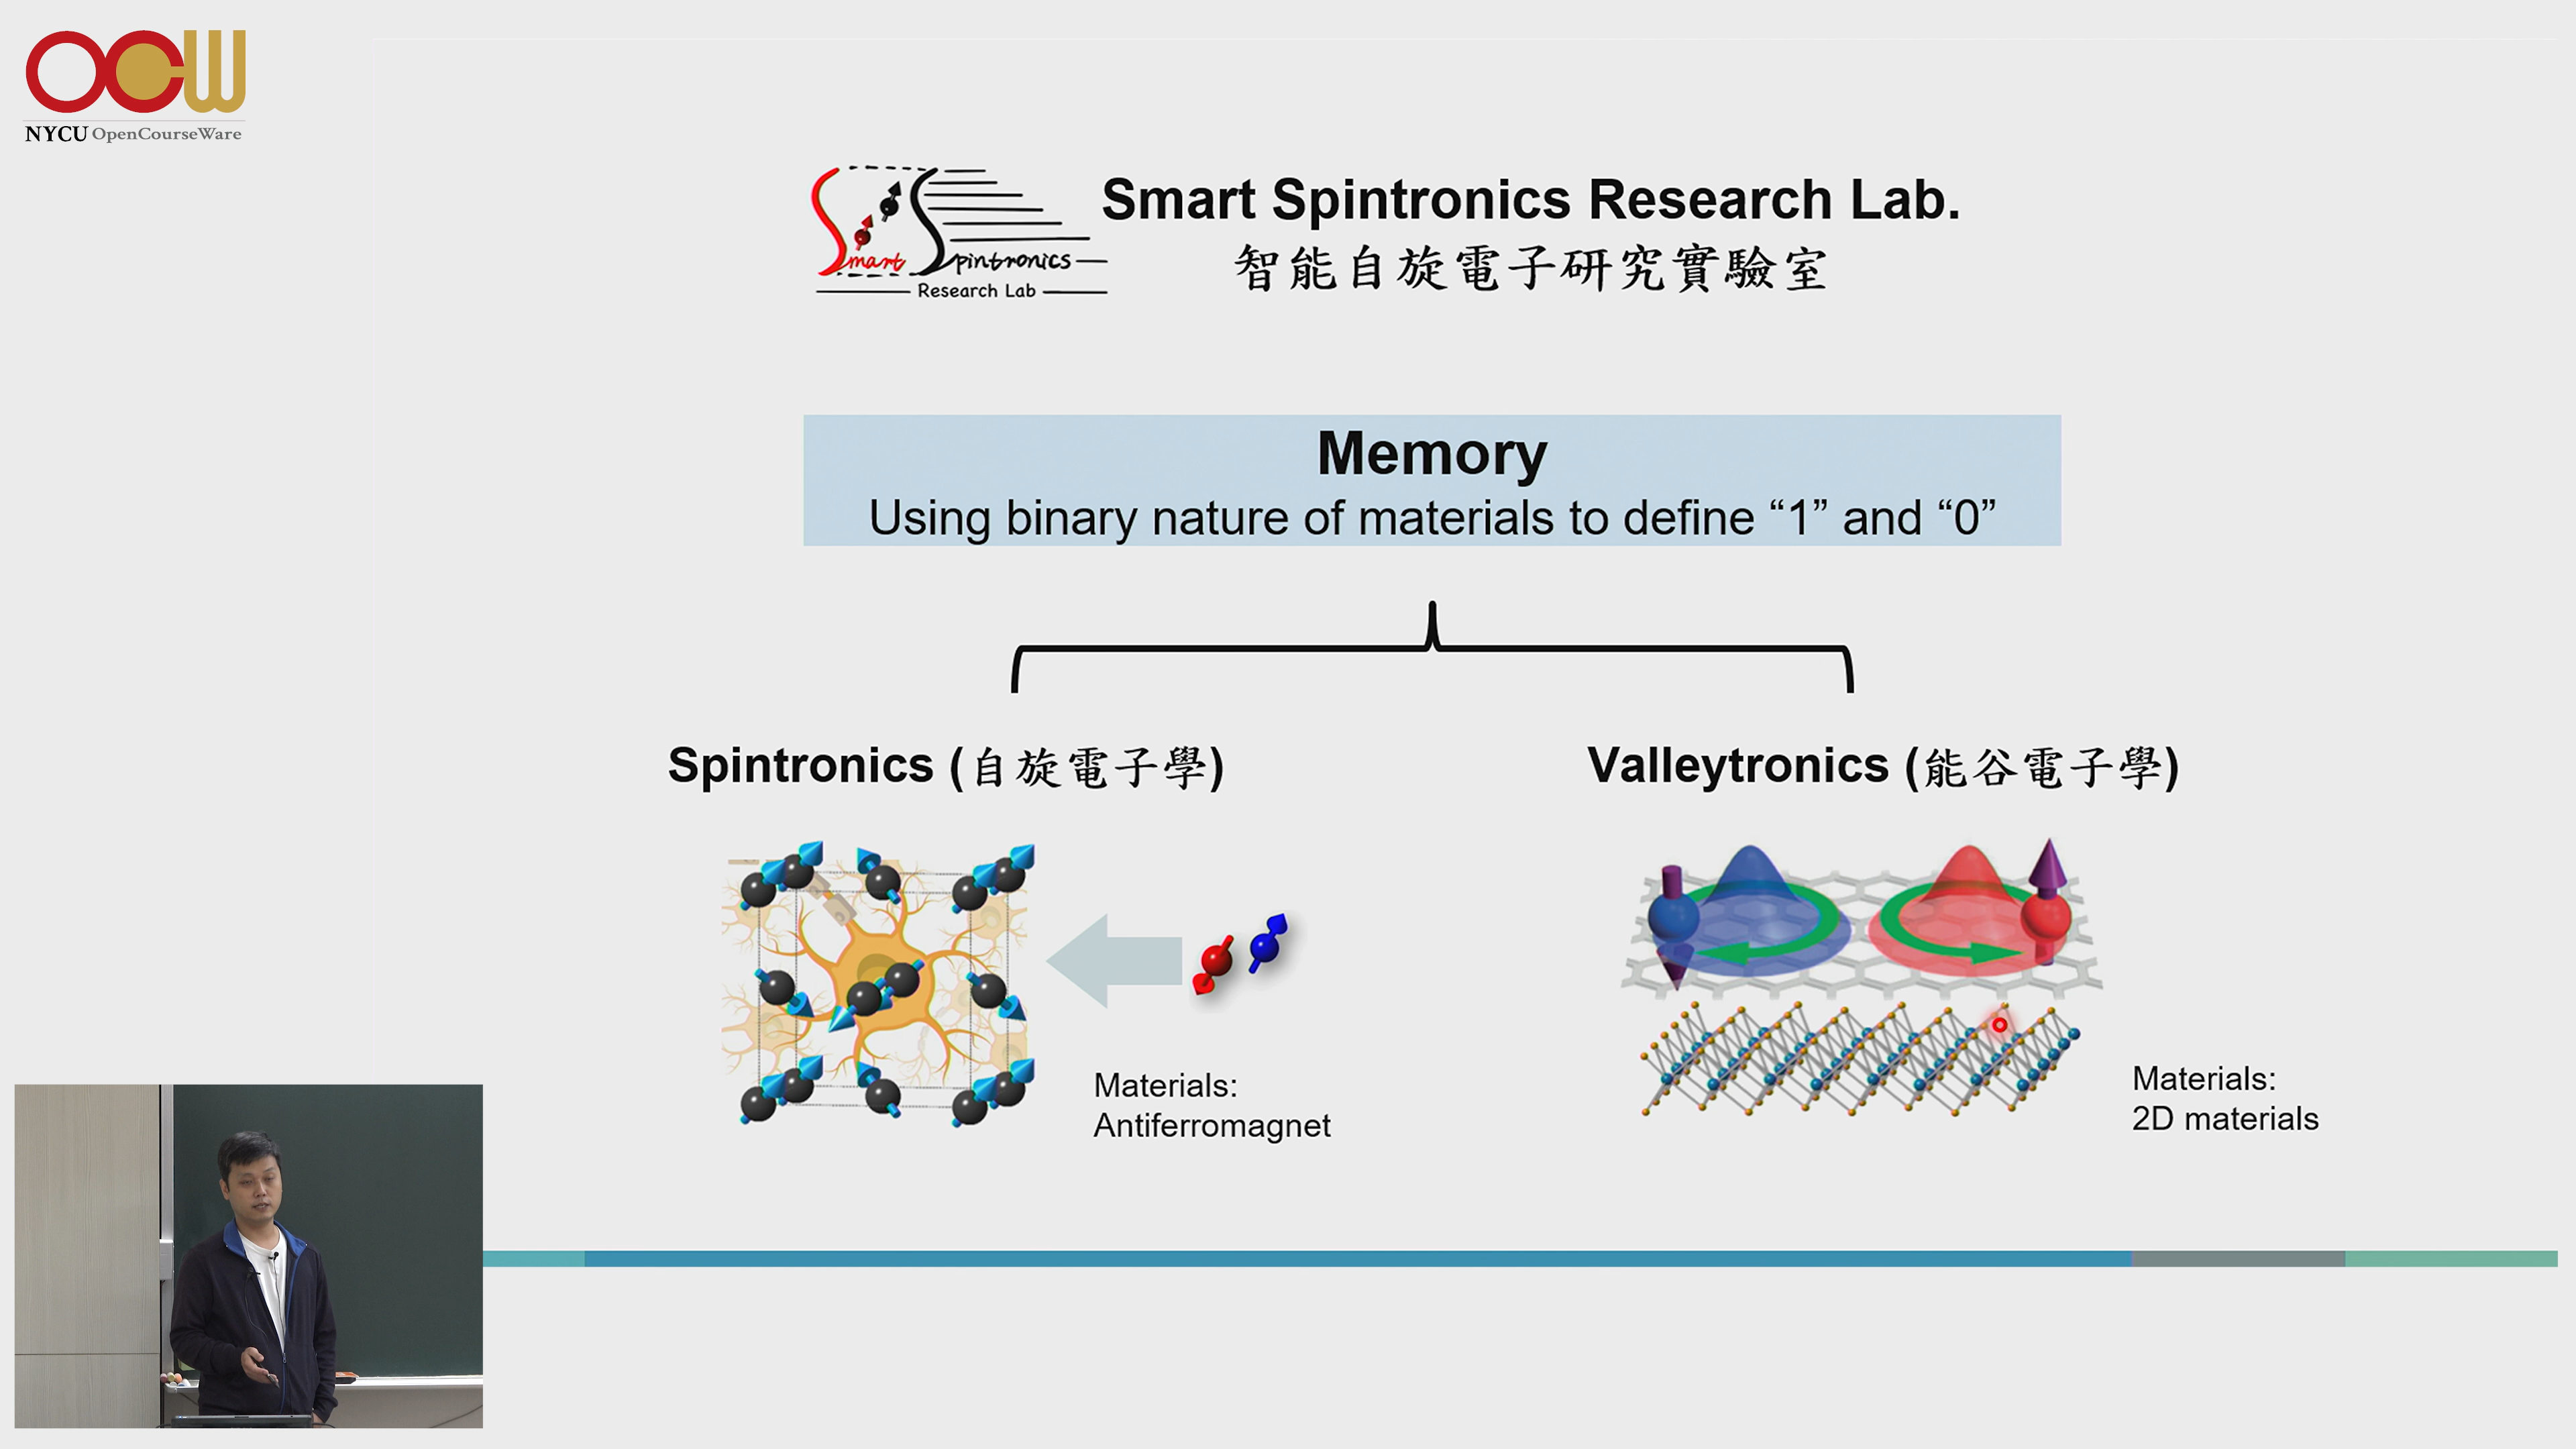 OCW
NYCU OpenCourseWare
Smart Spintronics
Research Lab
Smart Spintronics Research Lab.
智能自旋電子研究實驗室
Memory
Using binary nature of materials to define “1” and “0”
Spintronics (自旋電子學)
Valleytronics (能谷電子學)
Materials:
Antiferromagnet
Materials:
2D materials